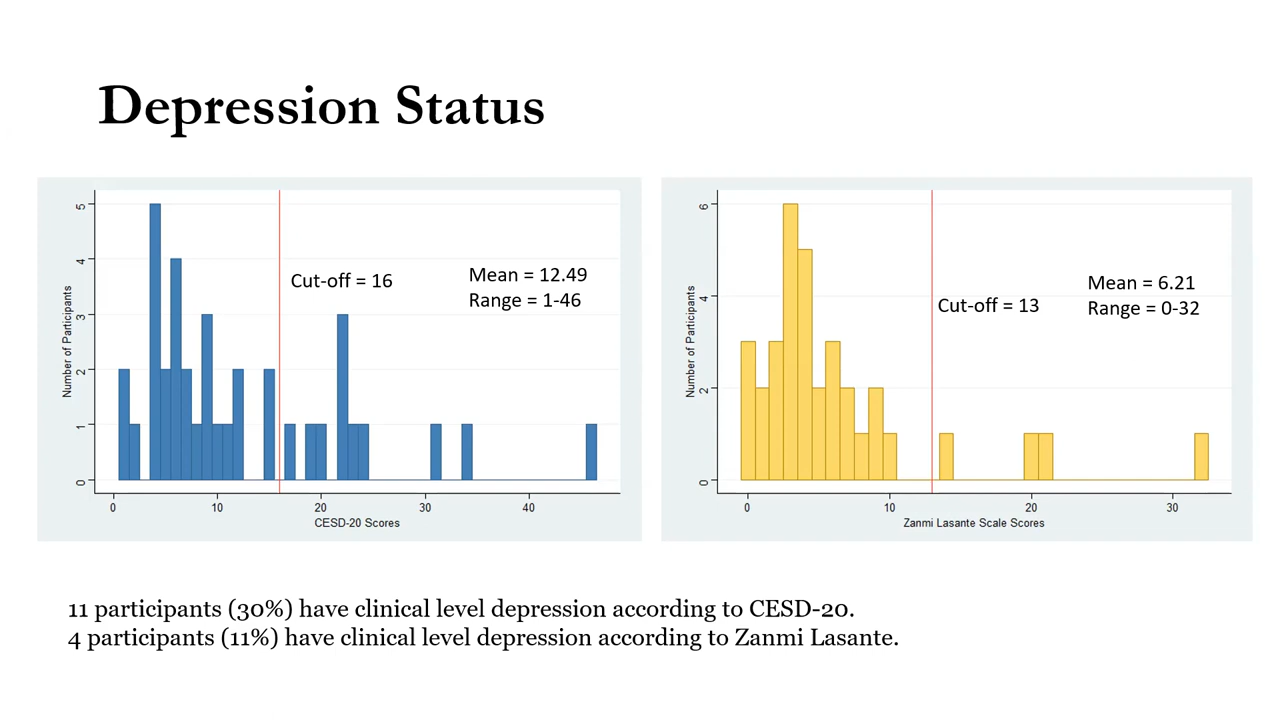 Depression Status
5
4
3
2
1
0
Number of Participants
Cut-off = 16
Mean = 12.49
Range = 1-46
0
10
20
30
40
CESD-20 Scores
6
4
2
0
Number of Participants
Cut-off = 13
Mean = 6.21
Range = 0-32
0
10
20
30
Zanmi Lasante Scale Scores
11 participants (30%) have clinical level depression according to CESD-20.
4 participants (11%) have clinical level depression according to Zanmi Lasante.